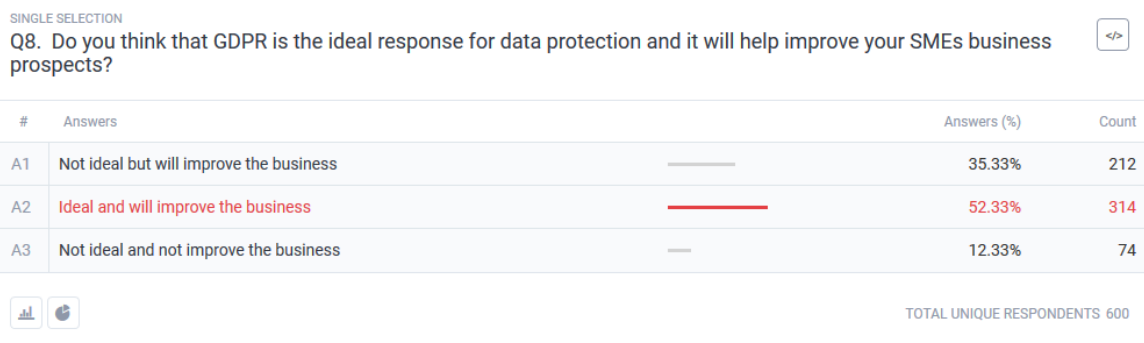 SINGLE SELECTION
Q8. Do you think that GDPR is the ideal response for data protection and it will help improve your SMEs business
prospects?
</>
# Answers Answers (%) Count
A1 Not ideal but will improve the business 35.33% 212
A2 Ideal and will improve the business 52.33% 314
A3 Not ideal and not improve the business 12.33% 74
TOTAL UNIQUE RESPONDENTS 600